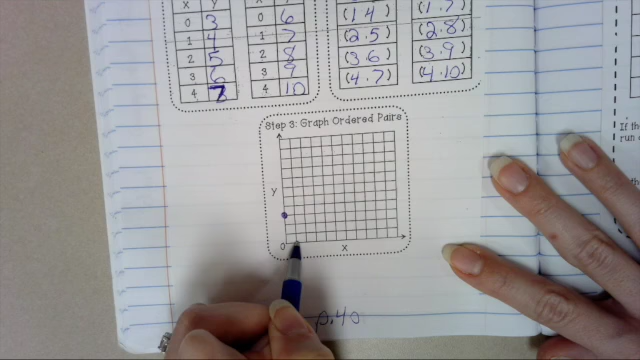 x y
0 3
1 4
2 5
3 6
4 7
0 6
1 7
2 8
3 9
4 10
(1 4)
(2.5)
(3 6)
(4.7)
(1.7)
(2.8)
(3.9)
(4.10)
Step 3: Graph Ordered Pairs
y
0
x
p.40
If th
run